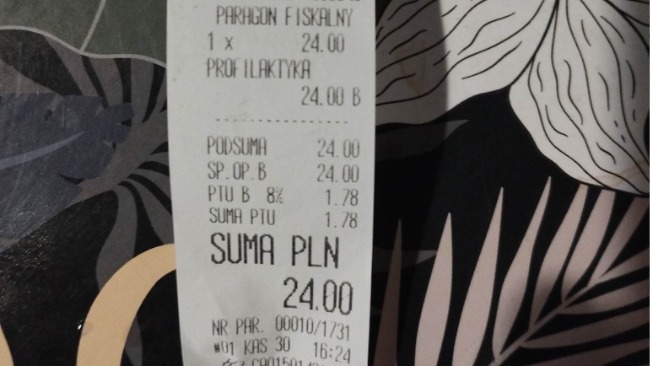 PARAGON FISKALNY
1 x 24.00
PROFILAKTYKA
24.00 B
PODSUMA 24.00
SP.OP.B 24.00
PTU B 8% 1.78
SUMA PTU 1.78
SUMA PLN
24.00
NR PAR. 00010/1731
#01 KAS 30 16:24